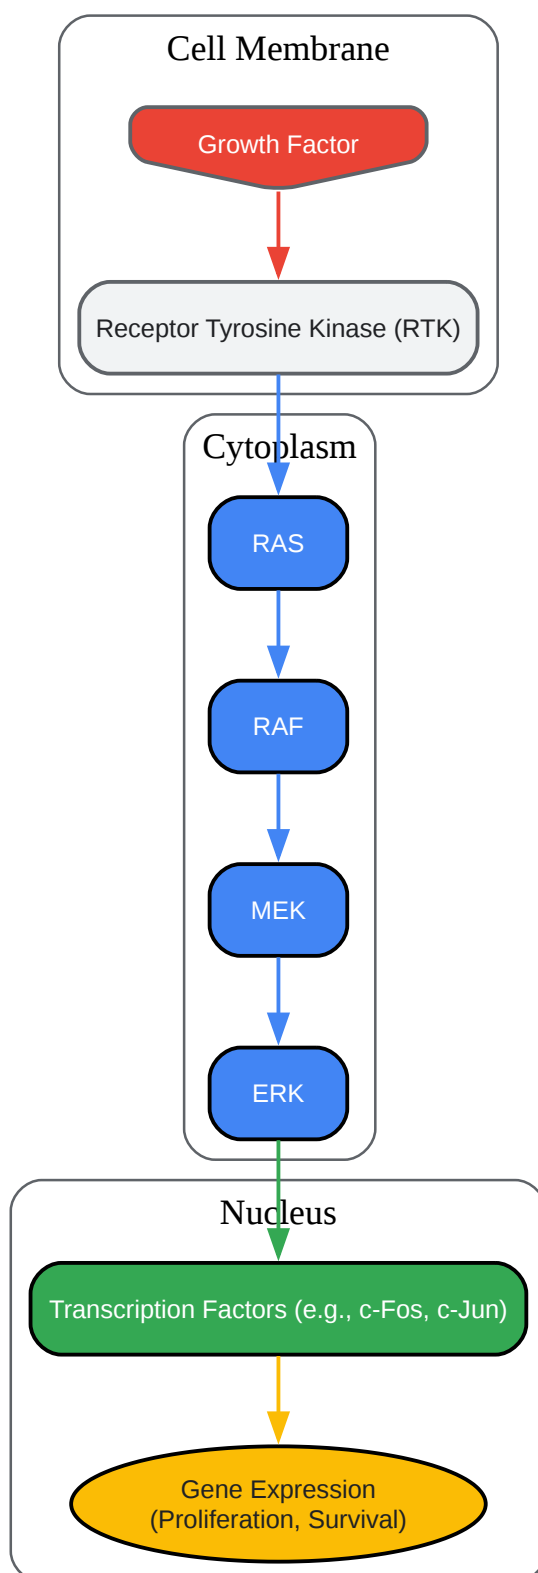 Cell Membrane
Growth Factor
Receptor Tyrosine Kinase (RTK)
Cytoplasm
RAS
RAF
MEK
ERK
Nucleus
Transcription Factors (e.g., c-Fos, c-Jun)
Gene Expression
(Proliferation, Survival)